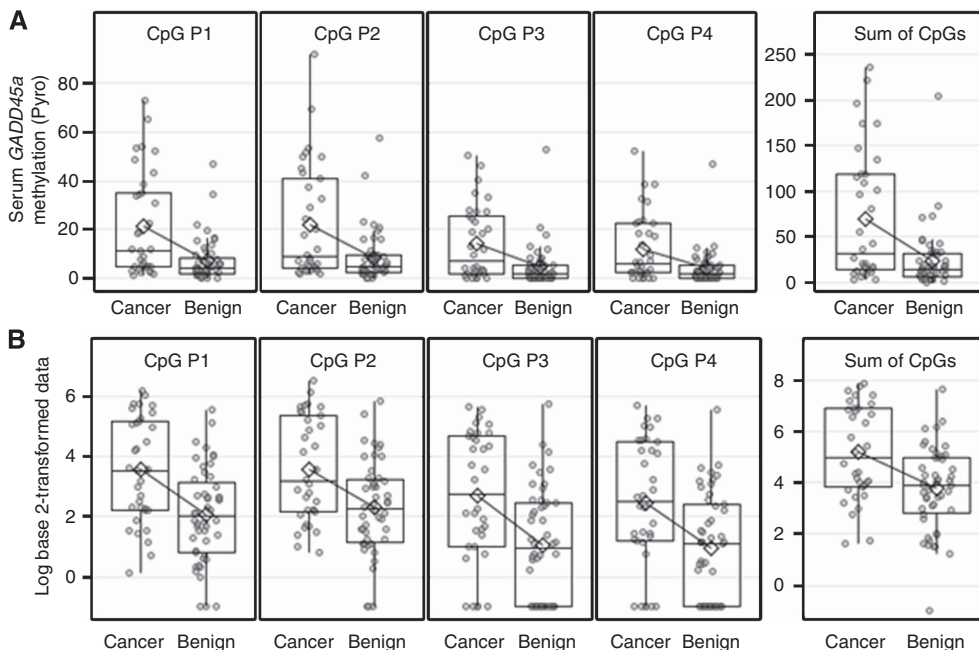 A
CpG P1 CpG P2 CpG P3 CpG P4 Sum of CpGs
Serum GADD45a
methylation (Pyro)
80
60
40
20
0
250
200
150
100
50
0
Cancer Benign Cancer Benign Cancer Benign Cancer Benign Cancer Benign
B
CpG P1 CpG P2 CpG P3 CpG P4 Sum of CpGs
Log base 2-transformed data
6
4
2
0
8
6
4
2
0
Cancer Benign Cancer Benign Cancer Benign Cancer Benign Cancer Benign